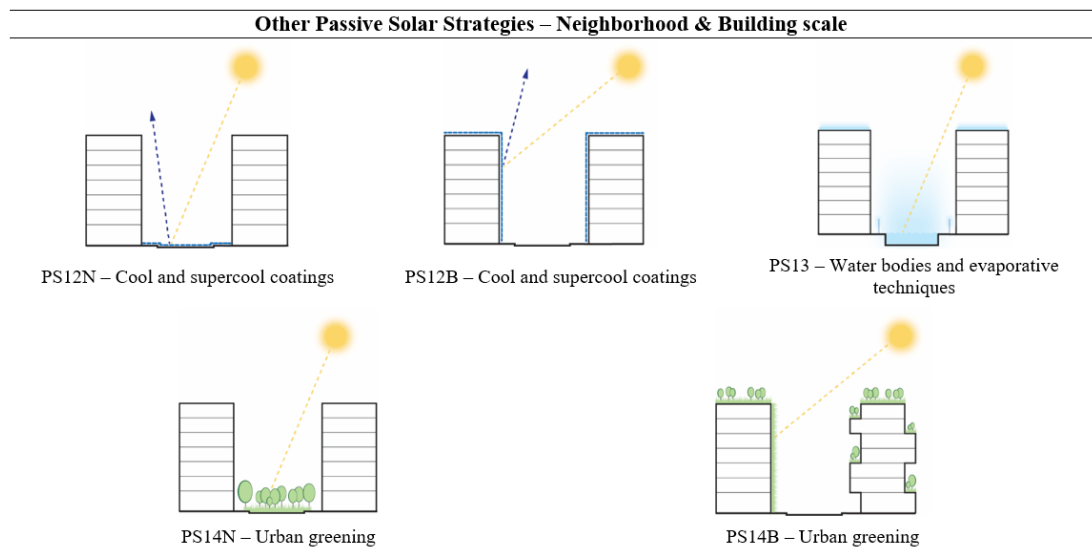 Other Passive Solar Strategies – Neighborhood & Building scale
PS12N – Cool and supercool coatings
PS12B – Cool and supercool coatings
PS13 – Water bodies and evaporative
techniques
PS14N – Urban greening
PS14B – Urban greening